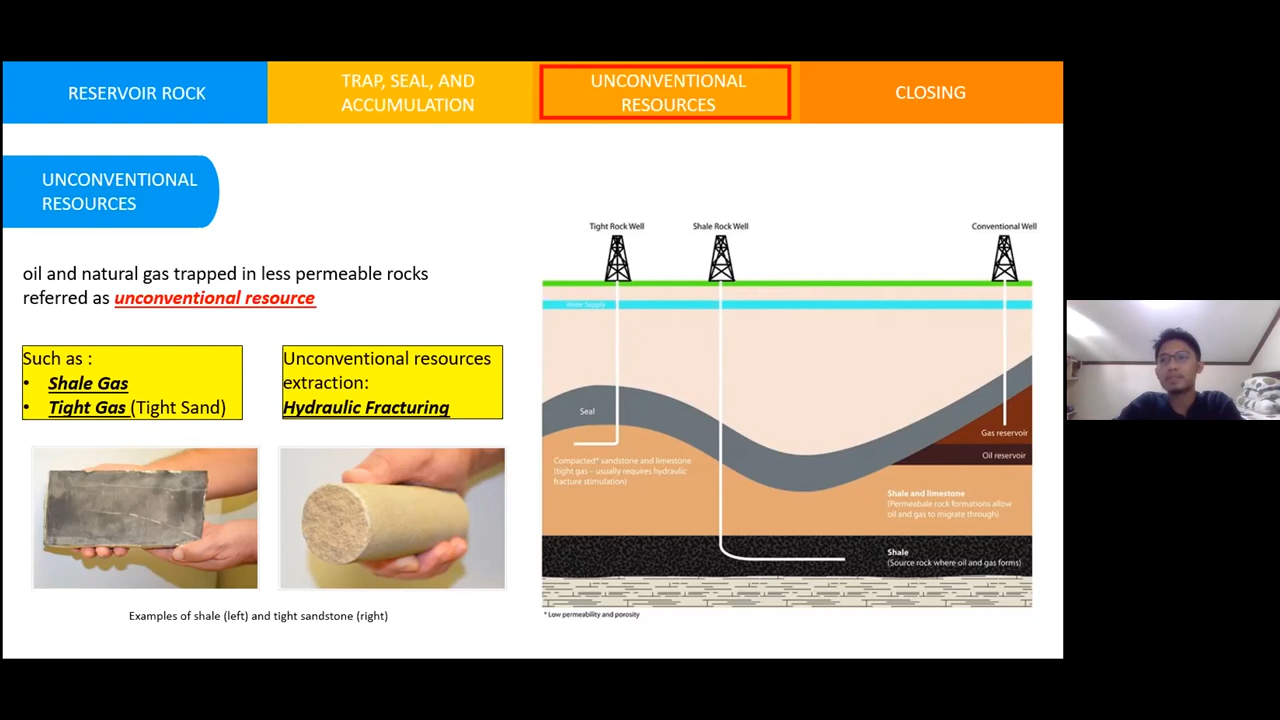 RESERVOIR ROCK
TRAP, SEAL, AND
ACCUMULATION
UNCONVENTIONAL
RESOURCES
CLOSING
UNCONVENTIONAL
RESOURCES
oil and natural gas trapped in less permeable rocks
referred as unconventional resource
Such as :
• Shale Gas
• Tight Gas (Tight Sand)
Unconventional resources
extraction:
Hydraulic Fracturing
Examples of shale (left) and tight sandstone (right)
Tight Rock Well
Shale Rock Well
Conventional Well
Water Supply
Seal
Gas reservoir
Oil reservoir
Compacted* sandstone and limestone
(tight gas – usually requires hydraulic
fracture stimulation)
Shale and limestone
(Permeabale rock formations allow
oil and gas to migrate through)
Shale
(Source rock where oil and gas forms)
* Low permeability and porosity